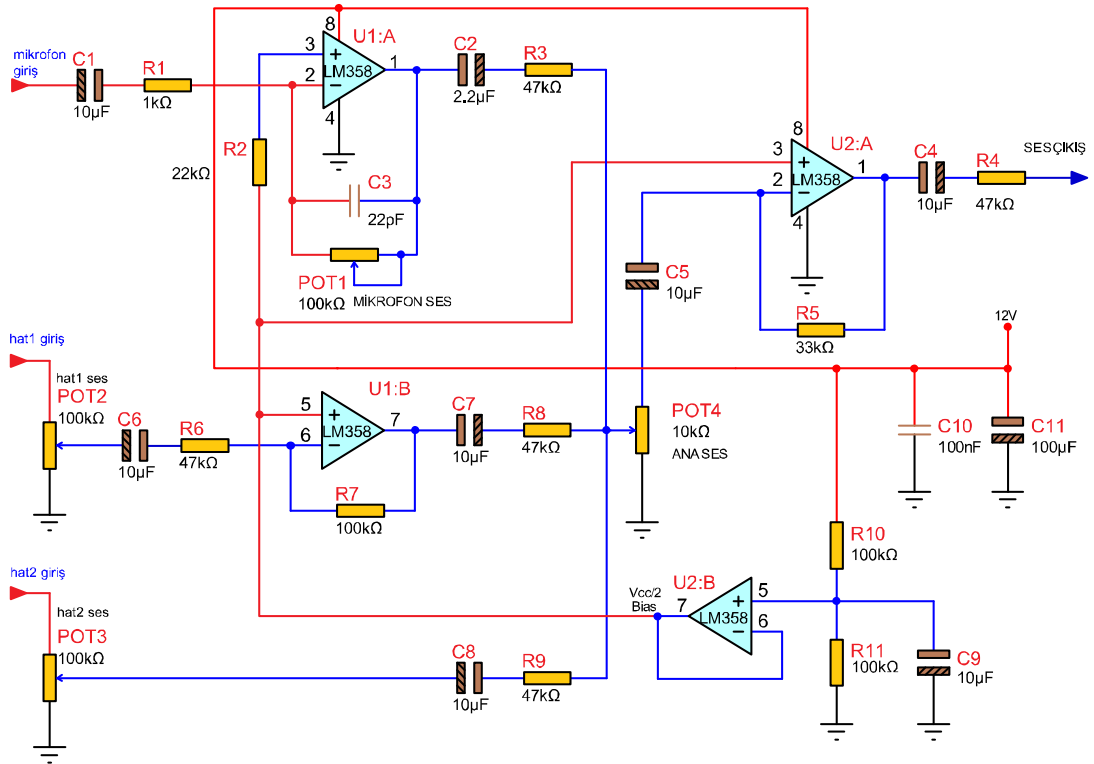 mikrofon
giriş
C1
10µF
R1
1kΩ
8
U1:A
3
2
1
4
LM358
C2
2.2µF
R3
47kΩ
R2
22kΩ
C3
22pF
POT1
100kΩ MİKROFON SES
8
U2:A
3
2
1
4
LM358
C4
10µF
R4
47kΩ
SESÇIKIŞ
C5
10µF
R5
33kΩ
12V
hat1 giriş
hat1 ses
POT2
100kΩ
C6
10µF
R6
47kΩ
U1:B
5
6
7
LM358
R7
100kΩ
C7
10µF
R8
47kΩ
POT4
10kΩ
ANA SES
C10
100nF
C11
100µF
hat2 giriş
hat2 ses
POT3
100kΩ
C8
10µF
R9
47kΩ
Vcc/2
Bias
U2:B
7
5
6
LM358
R10
100kΩ
R11
100kΩ
C9
10µF